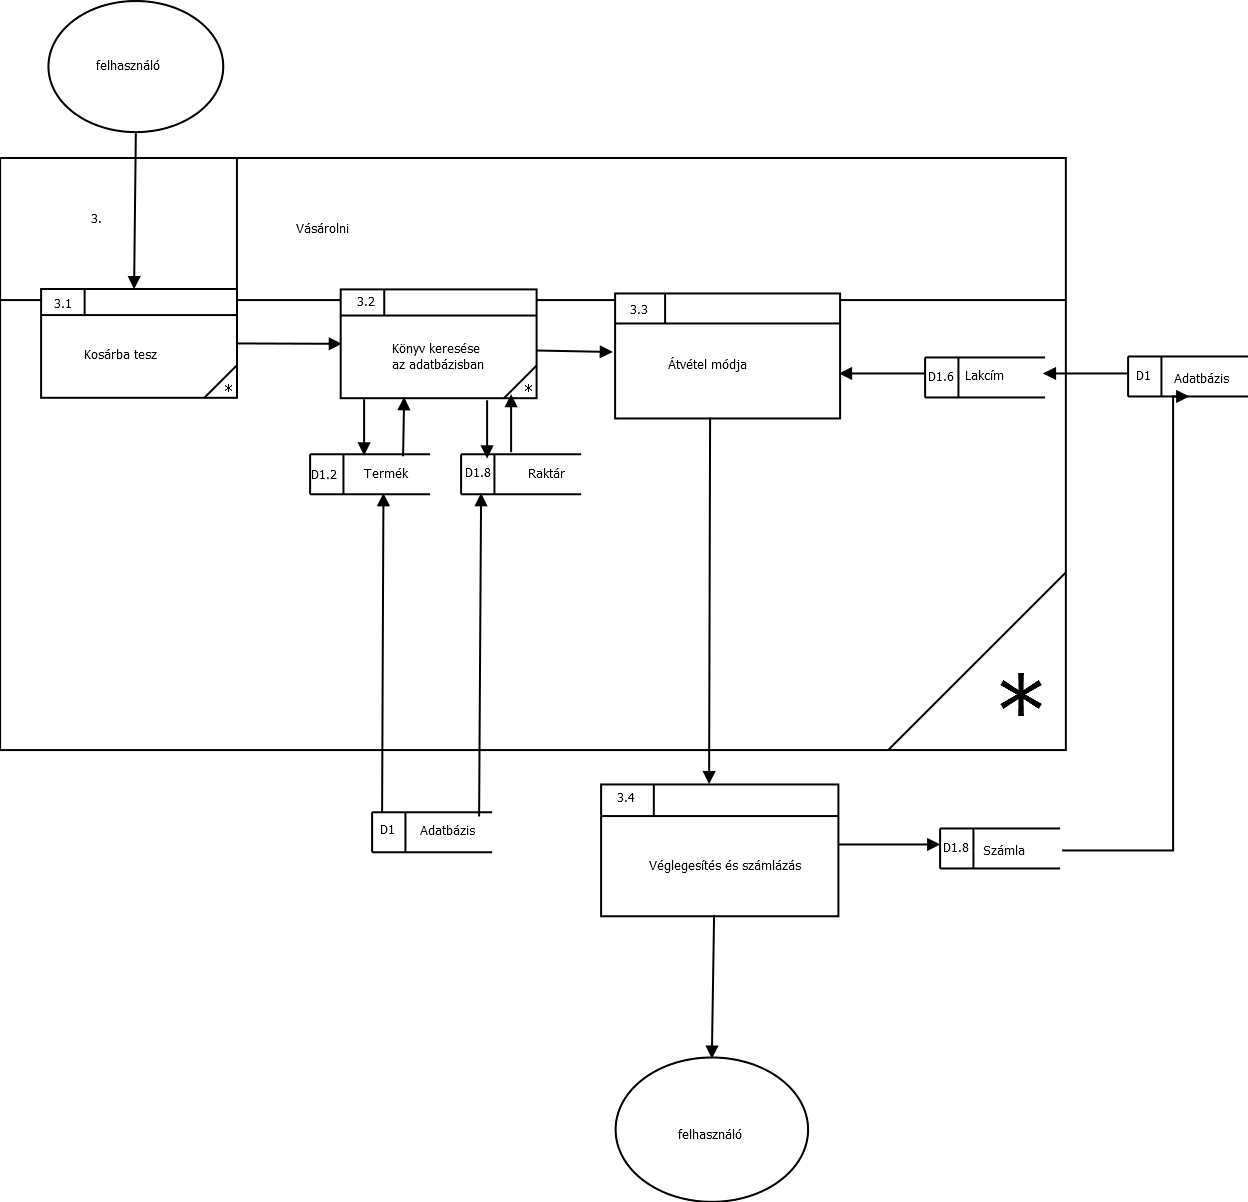 felhasználó
3.
Vásárolni
3.1
Kosárba tesz
*
3.2
Könyv keresése
az adatbázisban
*
3.3
Átvétel módja
D1.6
Lakcím
D1
Adatbázis
D1.2
Termék
D1.8
Raktár
*
D1
Adatbázis
3.4
Véglegesítés és számlázás
D1.8
Számla
felhasználó